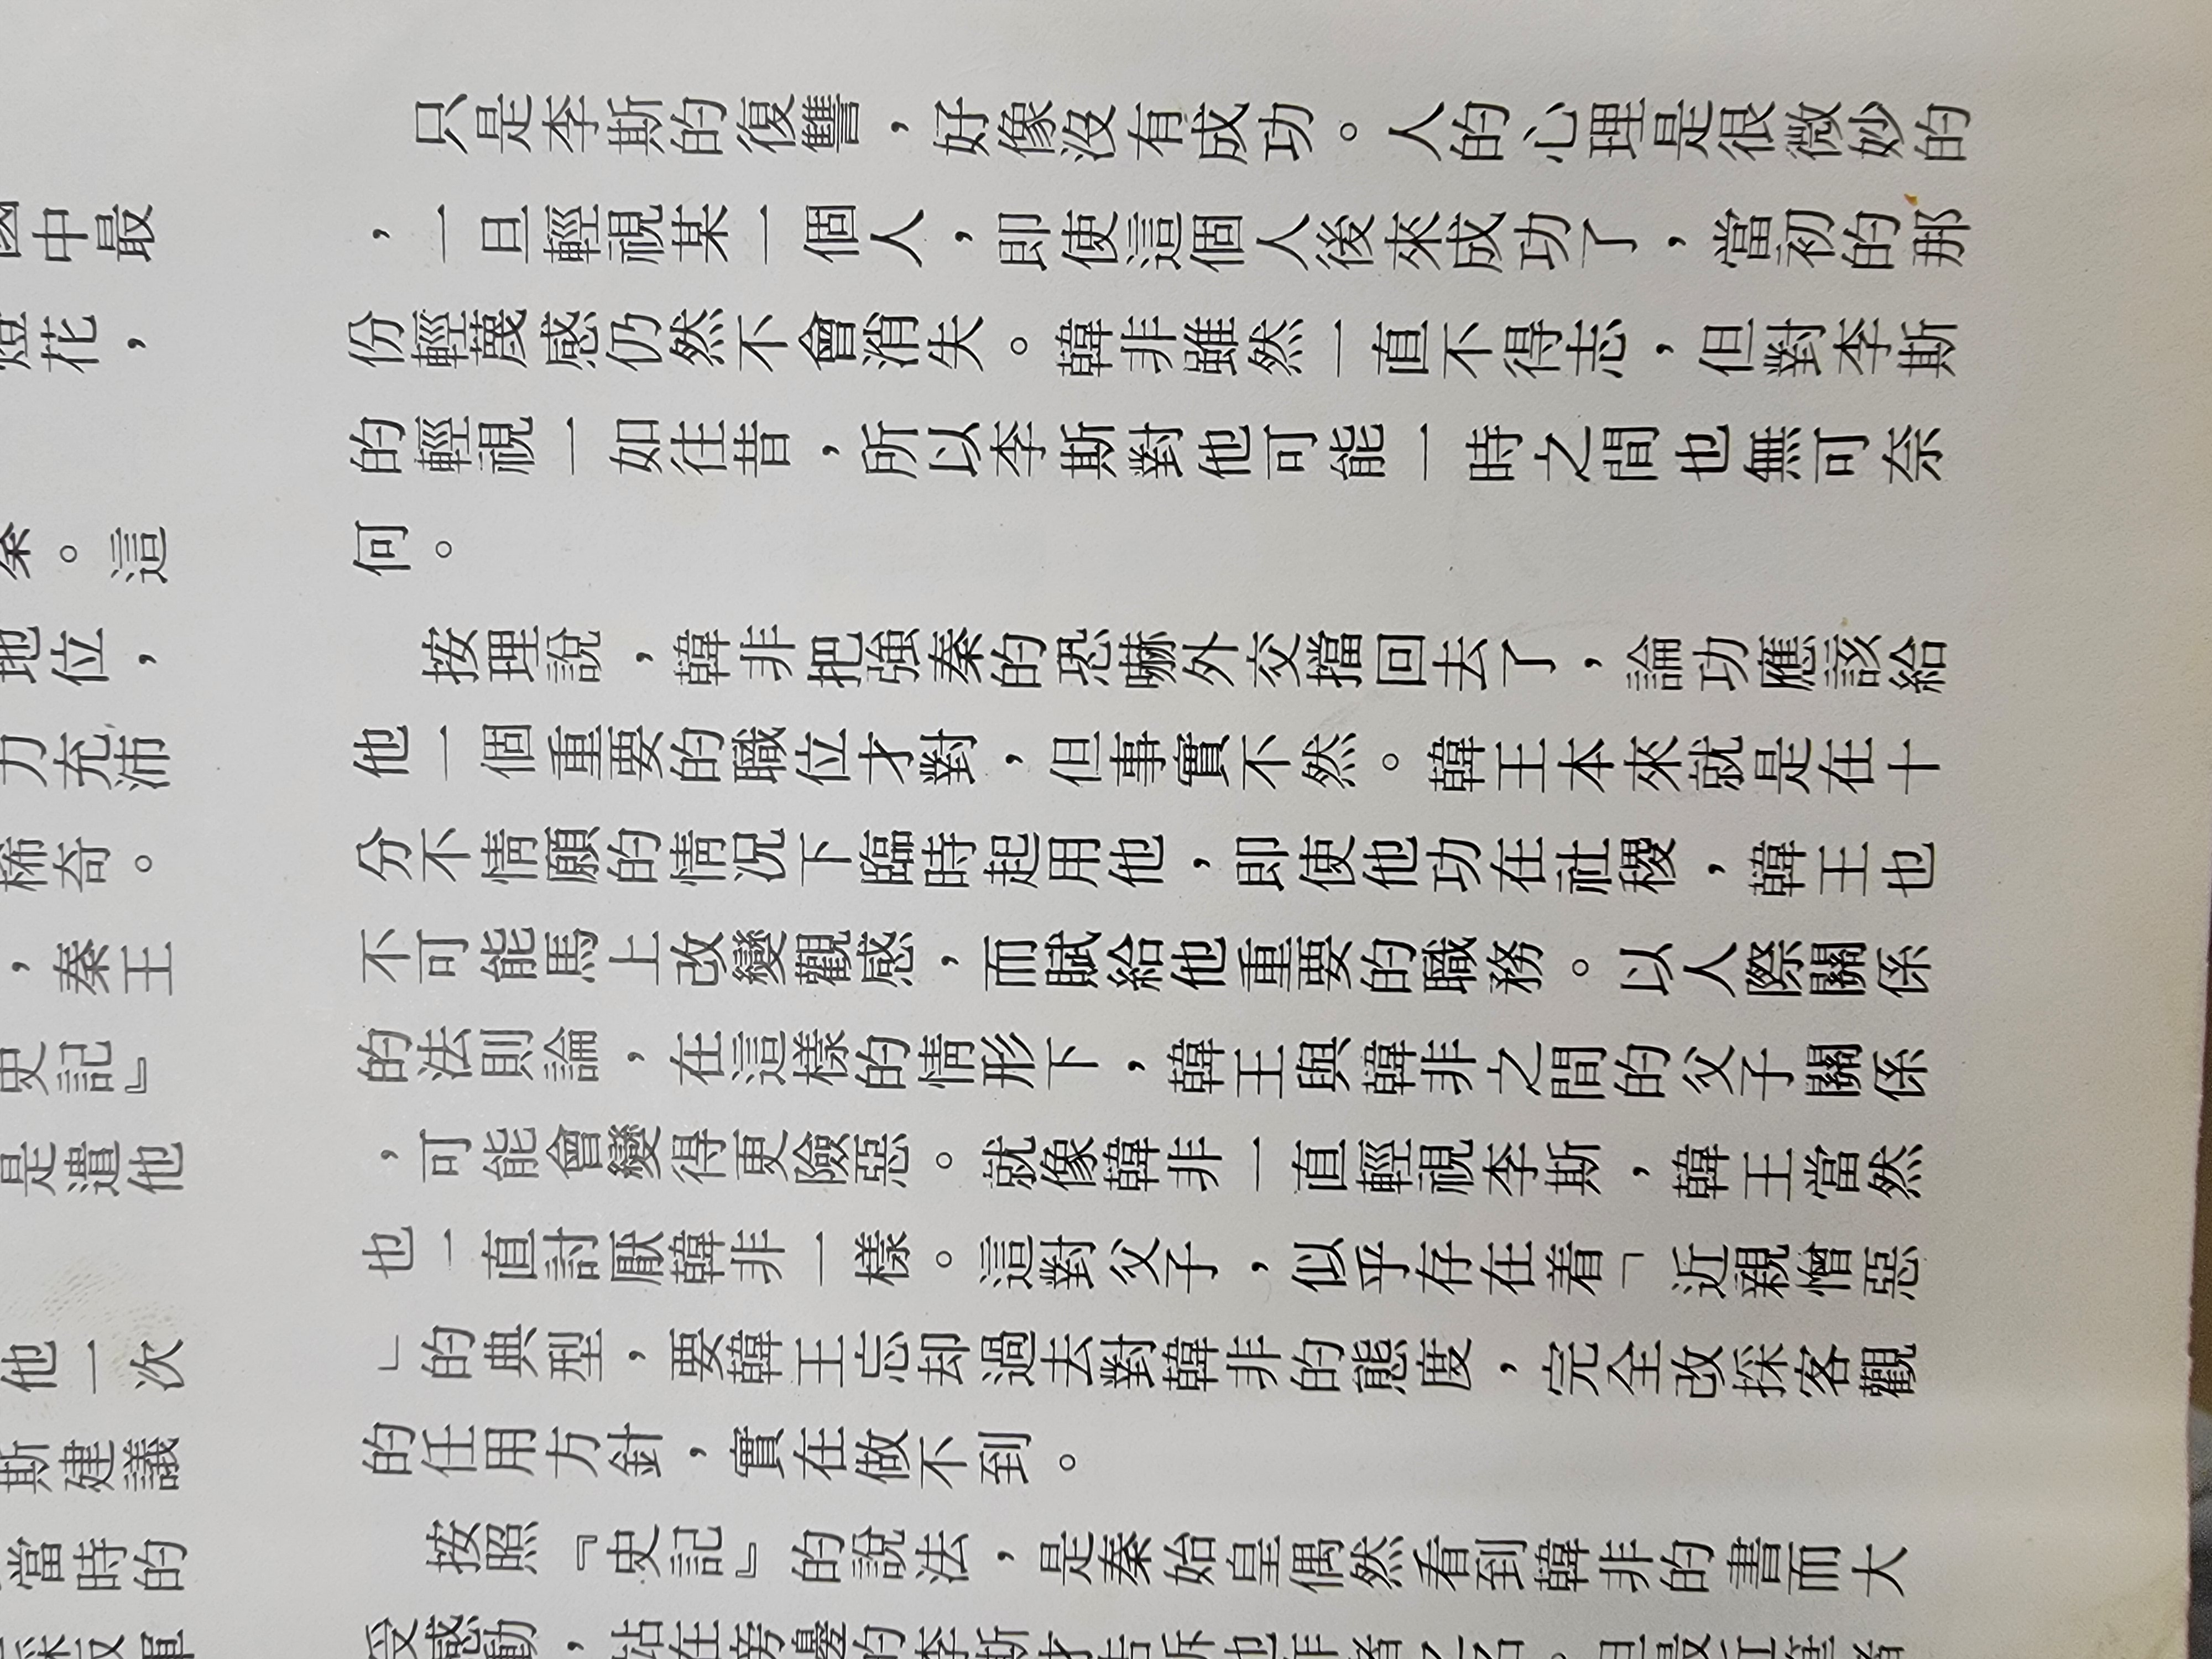 國中最
燈花，
秦。這
地位，
力充沛
稀奇。
，秦王
史記』
是遣他
他一次
斯建議
當時的
採取軍
只是李斯的復讐，好像沒有成功。人的心理是很微妙的
，一旦輕視某一個人，即使這個人後來成功了，當初的那
份輕蔑感仍然不會消失。韓非雖然一直不得志，但對李斯
的輕視一如往昔，所以李斯對他可能一時之間也無可奈
何。
按理說，韓非把強秦的恐嚇外交擋回去了，論功應該給
他一個重要的職位才對，但事實不然。韓王本來就是在十
分不情願的情況下臨時起用他，即使他功在社稷，韓王也
不可能馬上改變觀感，而賦給他重要的職務。以人際關係
的法則論，在這樣的情形下，韓王與韓非之間的父子關係
，可能會變得更險惡。就像韓非一直輕視李斯，韓王當然
也一直討厭韓非一樣。這對父子，似乎存在着「近親憎惡
」的典型，要韓王忘却過去對韓非的態度，完全改採客觀
的任用方針，實在做不到。
按照『史記』的說法，是秦始皇偶然看到韓非的書而大
受感動，站在旁邊的李斯才告訴他作者之名。但最近筆者